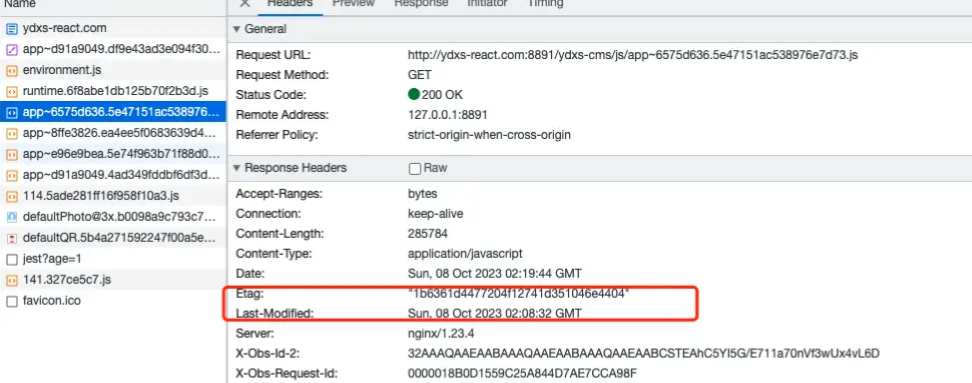 Name
Headers Preview Response Initiator Timing
ydxs-react.com
app~d91a9049.df9e43ad3e094f30...
environment.js
runtime.6f8abe1db125b70f2b3d.js
app~6575d636.5e47151ac538976...
app~8ffe3826.ea4ee5f0683639d4...
app~e96e9bea.5e74f963b71f88d0...
app~d91a9049.4ad349fddbf6df3d...
114.5ade281ff16f958f10a3.js
defaultPhoto@3x.b0098a9c793c7...
defaultQR.5b4a271592247f00a5e...
jest?age=1
141.327ce5c7.js
favicon.ico
General
Request URL: http://ydxs-react.com:8891/ydxs-cms/js/app~6575d636.5e47151ac538976e7d73.js
Request Method: GET
Status Code: 200 OK
Remote Address: 127.0.0.1:8891
Referrer Policy: strict-origin-when-cross-origin
Response Headers Raw
Accept-Ranges: bytes
Connection: keep-alive
Content-Length: 285784
Content-Type: application/javascript
Date: Sun, 08 Oct 2023 02:19:44 GMT
Etag: "1b6361d4477204f12741d351046e4404"
Last-Modified: Sun, 08 Oct 2023 02:08:32 GMT
Server: nginx/1.23.4
X-Obs-Id-2: 32AAAQAAEAABAAAQAAEAABAAAQAAEAABCSTEAhC5YI5G/E711a70nVf3wUx4vL6D
X-Obs-Request-Id: 0000018B0D1559C25A844D7AE7CCA98F